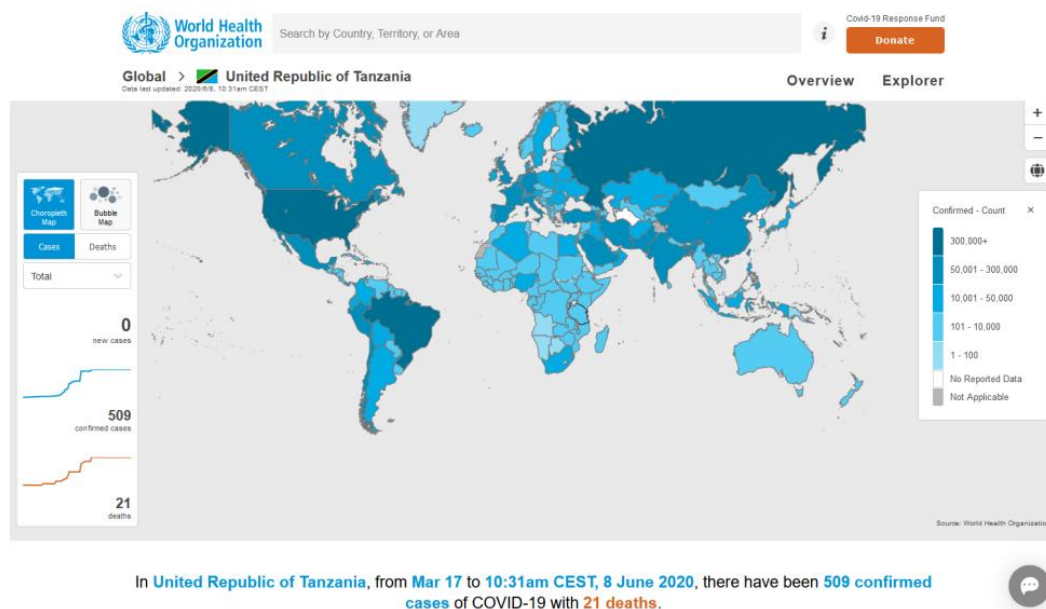 World Health
Organization
Search by Country, Territory, or Area
i
Covid-19 Response Fund
Donate
Global > United Republic of Tanzania
Data last updated: 2020/6/8, 10:31am CEST
Overview Explorer
+
−
Choropleth
Map
Bubble
Map
Cases
Deaths
Total
0
new cases
509
confirmed cases
21
deaths
Confirmed - Count ×
300,000+
50,001 - 300,000
10,001 - 50,000
101 - 10,000
1 - 100
No Reported Data
Not Applicable
Source: World Health Organizatio
In United Republic of Tanzania, from Mar 17 to 10:31am CEST, 8 June 2020, there have been 509 confirmed
cases of COVID-19 with 21 deaths.